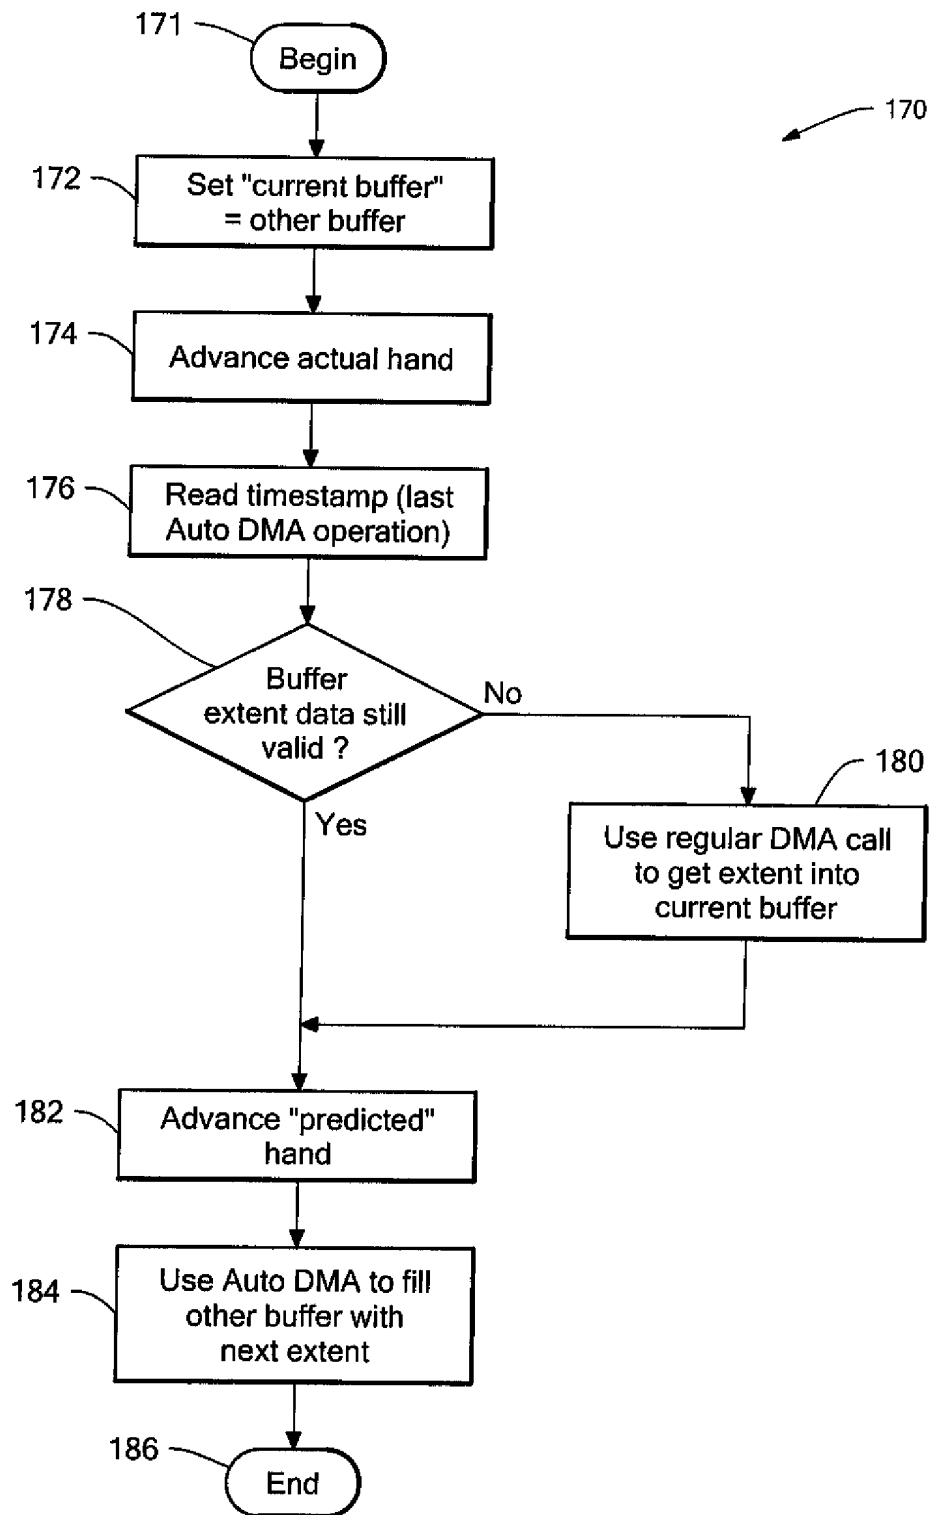 171
Begin
170
172
Set "current buffer"
= other buffer
174
Advance actual hand
176
Read timestamp (last
Auto DMA operation)
178
Buffer
extent data still
valid ?
No
Yes
180
Use regular DMA call
to get extent into
current buffer
182
Advance "predicted"
hand
184
Use Auto DMA to fill
other buffer with
next extent
186
End